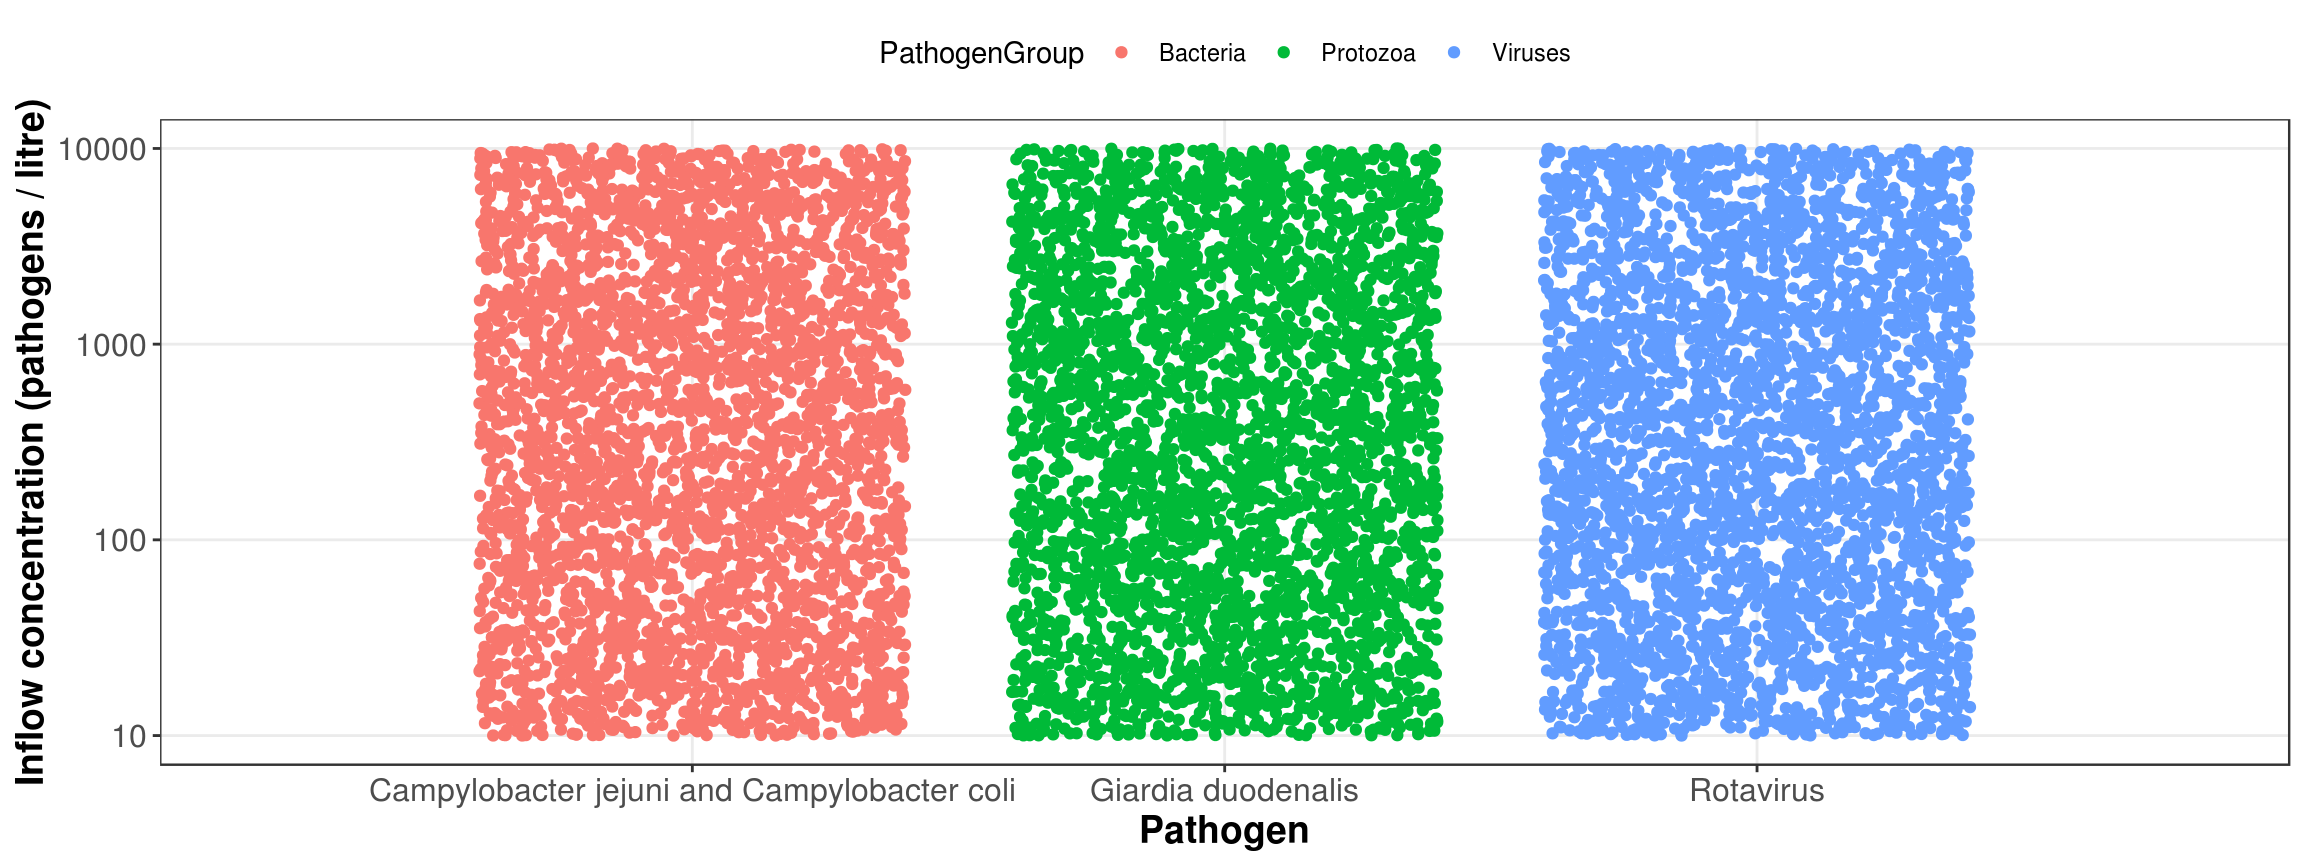 PathogenGroup Bacteria Protozoa Viruses
Inflow concentration (pathogens / litre)
10000
1000
100
10
Campylobacter jejuni and Campylobacter coli Giardia duodenalis Rotavirus
Pathogen